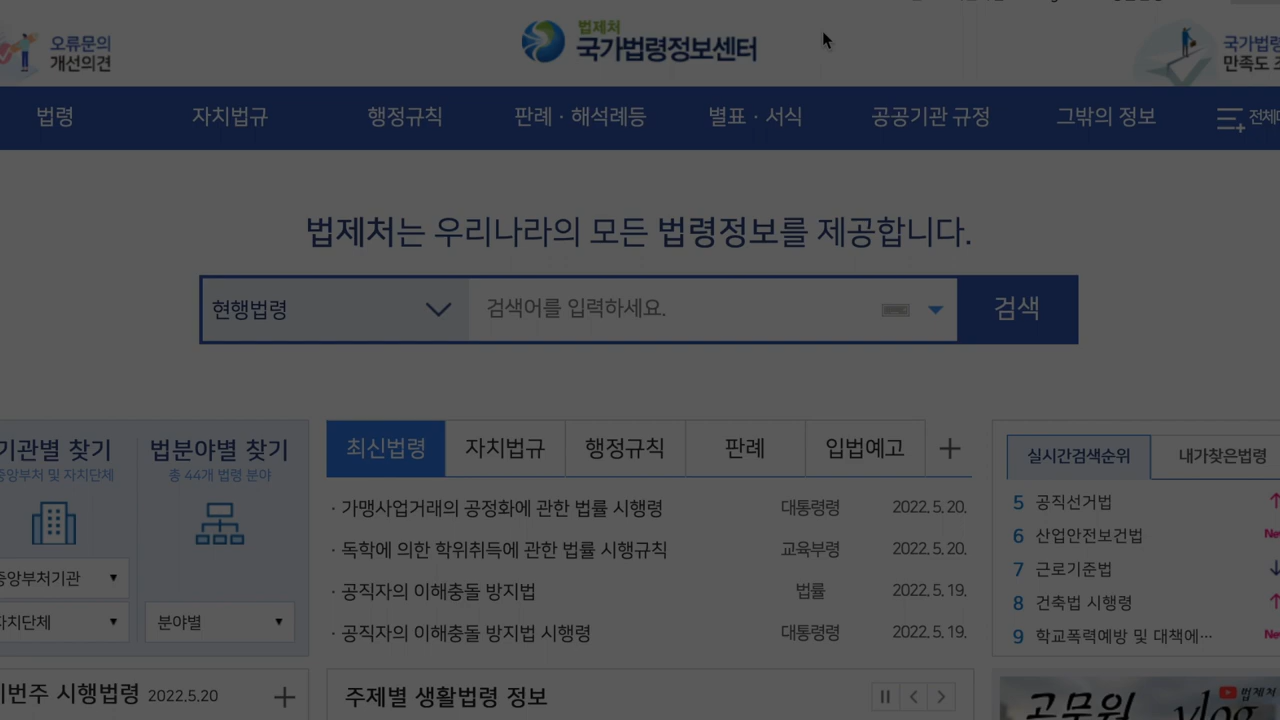 오류문의
개선의견
법제처
국가법령정보센터
국가법령
만족도
법령
자치법규
행정규칙
판례 · 해석례등
별표 · 서식
공공기관 규정
그밖의 정보
법제처는 우리나라의 모든 법령정보를 제공합니다.
현행법령
검색어를 입력하세요.
검색
기관별 찾기
중앙부처 및 자치단체
중앙부처기관
자치단체
법분야별 찾기
총 44개 법령 분야
분야별
최신법령
자치법규
행정규칙
판례
입법예고
· 가맹사업거래의 공정화에 관한 법률 시행령 대통령령 2022. 5. 20.
· 독학에 의한 학위취득에 관한 법률 시행규칙 교육부령 2022. 5. 20.
· 공직자의 이해충돌 방지법 법률 2022. 5. 19.
· 공직자의 이해충돌 방지법 시행령 대통령령 2022. 5. 19.
실시간검색순위
내가찾은법령
5 공직선거법
6 산업안전보건법 New
7 근로기준법
8 건축법 시행령
9 학교폭력예방 및 대책에… New
이번주 시행법령 2022.5.20
주제별 생활법령 정보
공무원 vlog
법제처